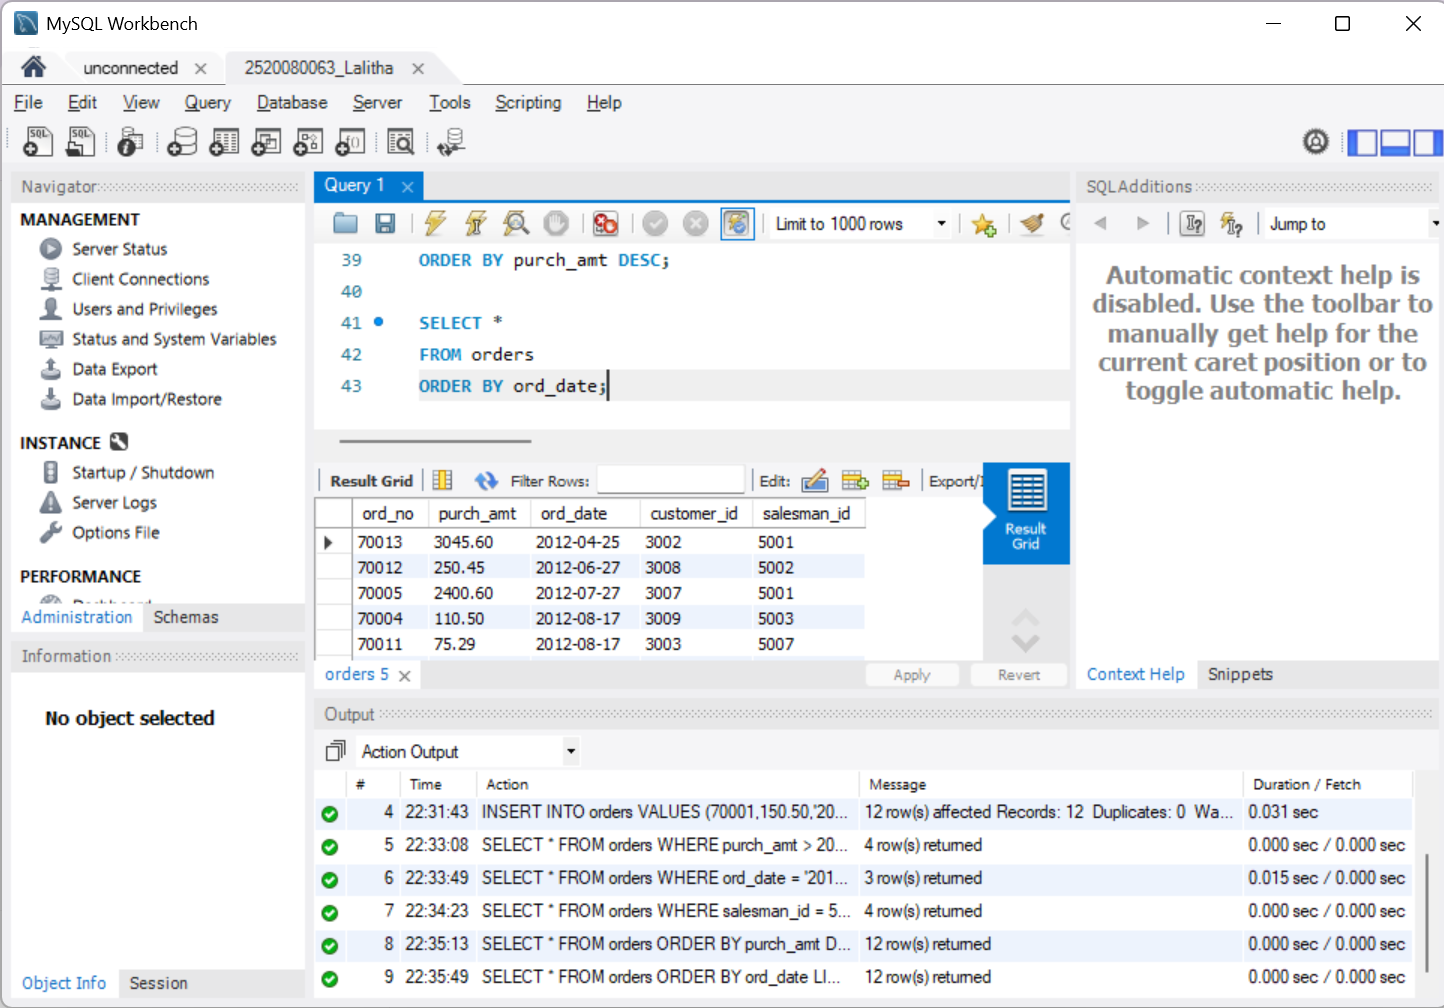 MySQL Workbench
unconnected
2520080063_Lalitha
File Edit View Query Database Server Tools Scripting Help
Navigator
MANAGEMENT
Server Status
Client Connections
Users and Privileges
Status and System Variables
Data Export
Data Import/Restore
INSTANCE
Startup / Shutdown
Server Logs
Options File
PERFORMANCE
Administration Schemas
Information
No object selected
Object Info Session
Query 1
Limit to 1000 rows
39 ORDER BY purch_amt DESC;
40
41 SELECT *
42 FROM orders
43 ORDER BY ord_date;
Result Grid Filter Rows: Edit: Export/I
ord_no purch_amt ord_date customer_id salesman_id
70013 3045.60 2012-04-25 3002 5001
70012 250.45 2012-06-27 3008 5002
70005 2400.60 2012-07-27 3007 5001
70004 110.50 2012-08-17 3009 5003
70011 75.29 2012-08-17 3003 5007
Result
Grid
orders 5
Apply Revert
SQLAdditions
Jump to
Automatic context help is
disabled. Use the toolbar to
manually get help for the
current caret position or to
toggle automatic help.
Context Help Snippets
Output
Action Output
# Time Action Message Duration / Fetch
4 22:31:43 INSERT INTO orders VALUES (70001,150.50,'20... 12 row(s) affected Records: 12 Duplicates: 0 Wa... 0.031 sec
5 22:33:08 SELECT * FROM orders WHERE purch_amt > 20... 4 row(s) returned 0.000 sec / 0.000 sec
6 22:33:49 SELECT * FROM orders WHERE ord_date = '201... 3 row(s) returned 0.015 sec / 0.000 sec
7 22:34:23 SELECT * FROM orders WHERE salesman_id = 5... 4 row(s) returned 0.000 sec / 0.000 sec
8 22:35:13 SELECT * FROM orders ORDER BY purch_amt D... 12 row(s) returned 0.000 sec / 0.000 sec
9 22:35:49 SELECT * FROM orders ORDER BY ord_date LI... 12 row(s) returned 0.000 sec / 0.000 sec